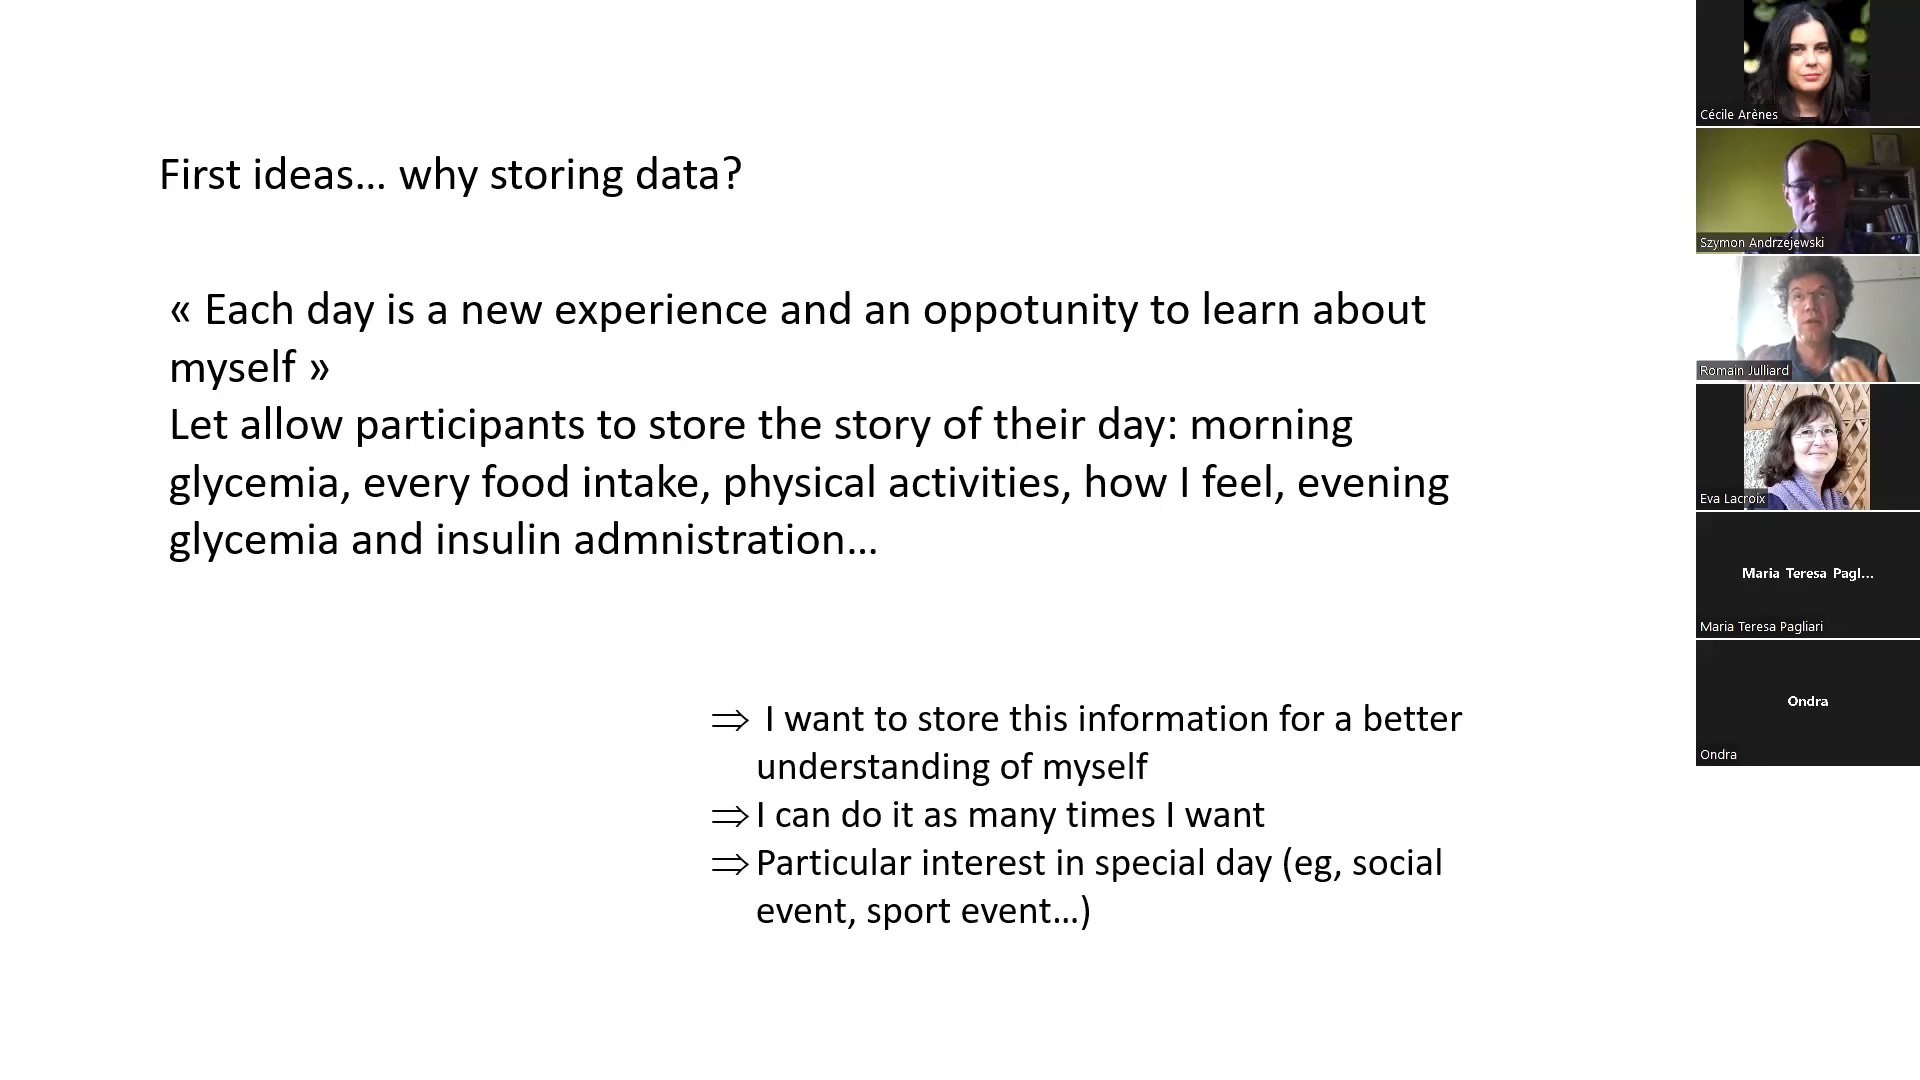 First ideas… why storing data?
« Each day is a new experience and an oppotunity to learn about
myself »
Let allow participants to store the story of their day: morning
glycemia, every food intake, physical activities, how I feel, evening
glycemia and insulin admnistration…
⇒ I want to store this information for a better
understanding of myself
⇒ I can do it as many times I want
⇒ Particular interest in special day (eg, social
event, sport event…)
Cécile Arènes
Szymon Andrzejewski
Romain Julliard
Eva Lacroix
Maria Teresa Pagl...
Maria Teresa Pagliari
Ondra
Ondra